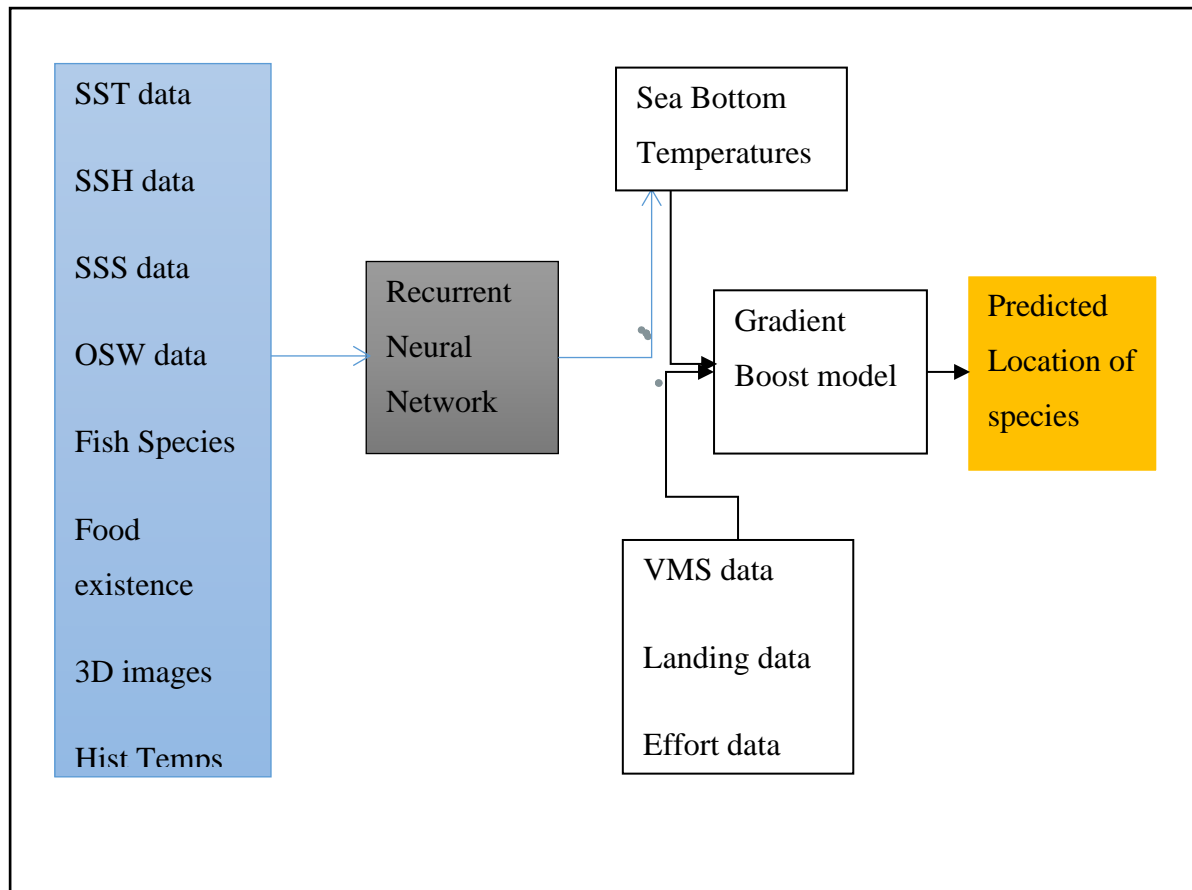 SST data
SSH data
SSS data
OSW data
Fish Species
Food
existence
3D images
Hist Temps
Recurrent
Neural
Network
Sea Bottom
Temperatures
Gradient
Boost model
VMS data
Landing data
Effort data
Predicted
Location of
species